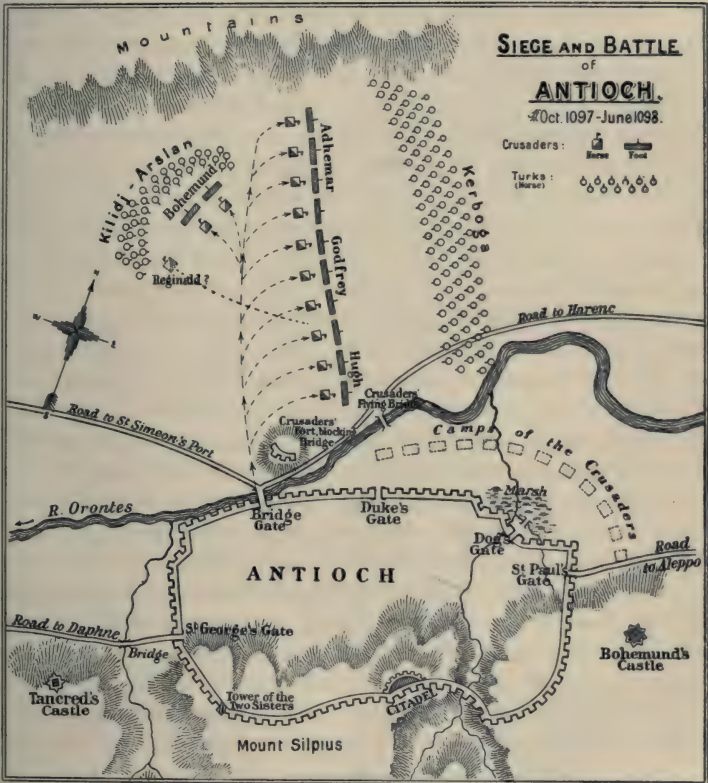 Mountains
SIEGE AND BATTLE
OF
ANTIOCH.
Oct. 1097-June 1098.
Crusaders:
Horse
Foot
Turks:
(Horse)
Kilidj-Arslan
Bohemund
Reginald?
Adhemar
Godfrey
Hugh
Kerboga
N
W
E
Road to Harenc
Road to St Simeon's Port
Crusaders'
Flying Bridge
Crusaders'
Fort, blocking
Bridge
Camps of the Crusaders
R. Orontes
Bridge
Gate
Duke's
Gate
Marsh
Dog's
Gate
St Paul's
Gate
Road
to Aleppo
ANTIOCH
Road to Daphne
St George's Gate
Bridge
Tancred's
Castle
Tower of the
Two Sisters
CITADEL
Bohemund's
Castle
Mount Silpius